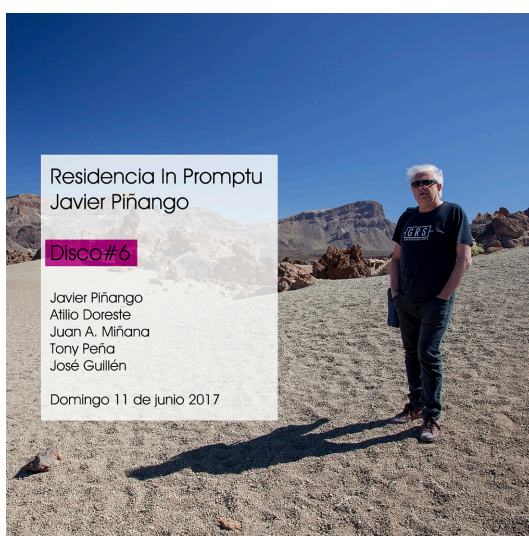 Residencia In Promptu
Javier Piñango
Disco#6
Javier Piñango
Atilio Doreste
Juan A. Miñana
Tony Peña
José Guillén
Domingo 11 de junio 2017
GRS